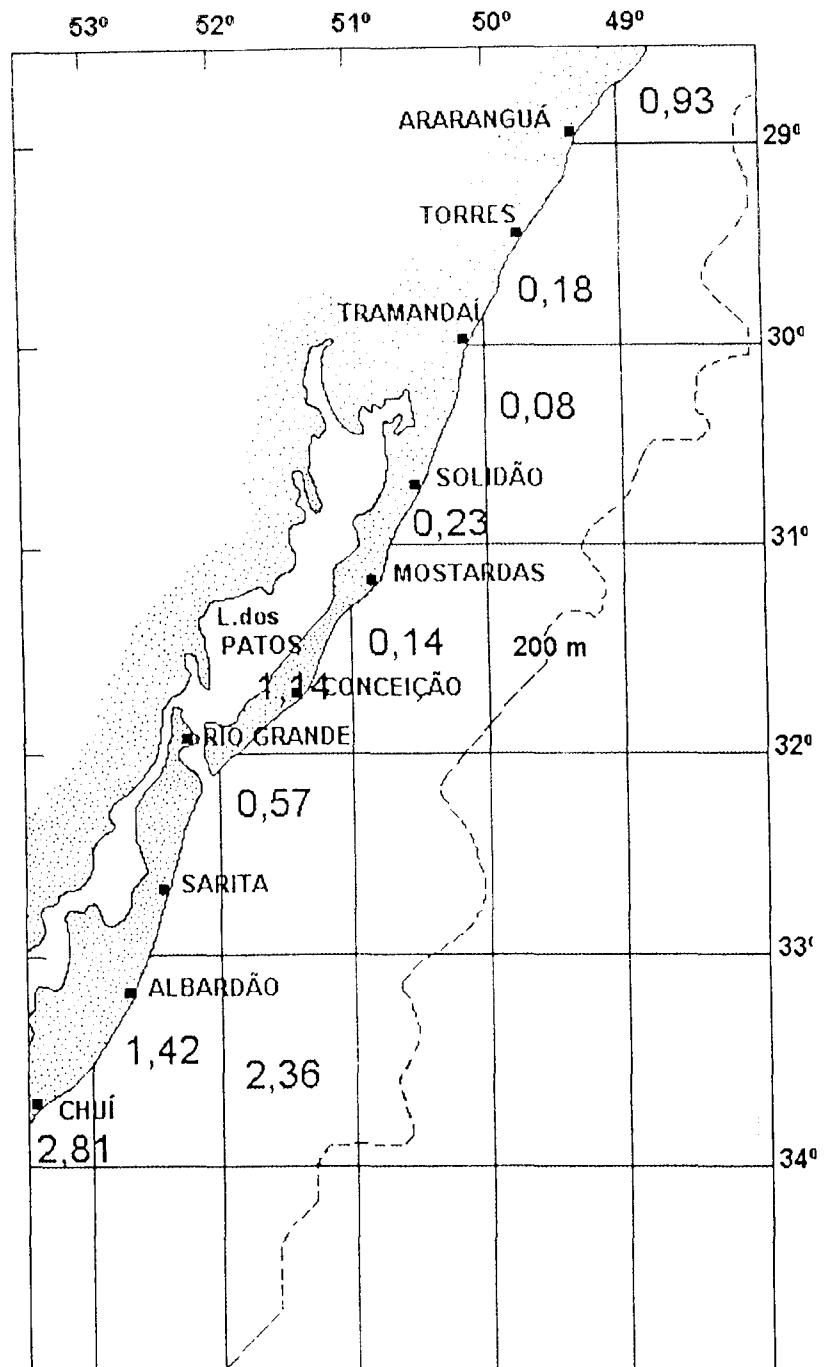 53º 52º 51º 50º 49º
0,93
ARARANGUÁ
29º
TORRES
0,18
TRAMANDAÍ
30º
0,08
SOLIDÃO
0,23
31º
MOSTARDAS
L.dos
PATOS
0,14
200 m
1,14 CONCEIÇÃO
RIO GRANDE
32º
0,57
SARITA
33º
ALBARDÃO
1,42
2,36
CHUÍ
2,81
34º